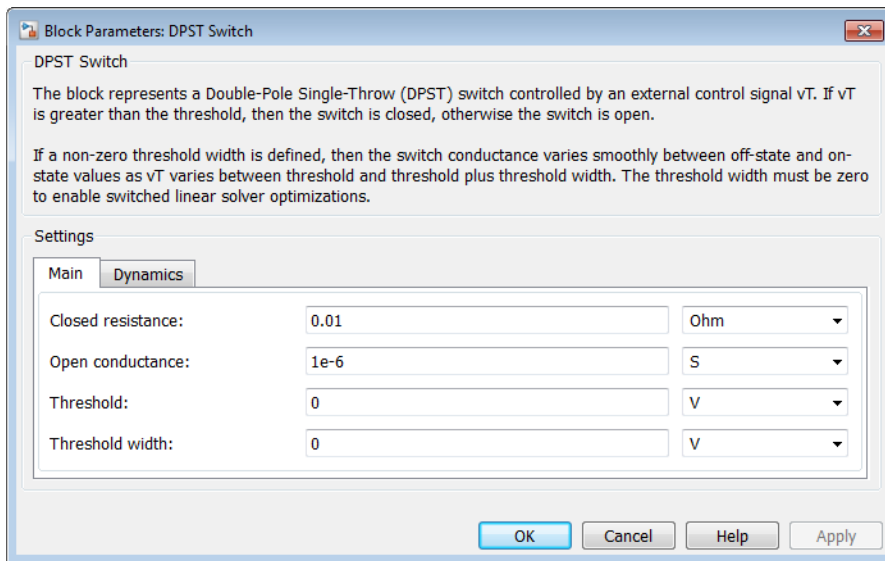 Block Parameters: DPST Switch
DPST Switch
The block represents a Double-Pole Single-Throw (DPST) switch controlled by an external control signal vT. If vT
is greater than the threshold, then the switch is closed, otherwise the switch is open.
If a non-zero threshold width is defined, then the switch conductance varies smoothly between off-state and on-
state values as vT varies between threshold and threshold plus threshold width. The threshold width must be zero
to enable switched linear solver optimizations.
Settings
Main Dynamics
Closed resistance: 0.01 Ohm
Open conductance: 1e-6 S
Threshold: 0 V
Threshold width: 0 V
OK Cancel Help Apply